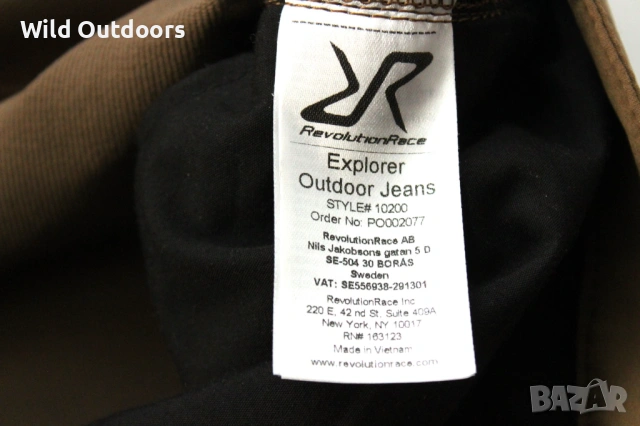 Wild Outdoors
RevolutionRace
Explorer
Outdoor Jeans
STYLE# 10200
Order No: PO002077
RevolutionRace AB
Nils Jakobsons gatan 5 D
SE-504 30 BORÅS
Sweden
VAT: SE556938-291301
RevolutionRace Inc
220 E, 42 nd St. Suite 409A
New York, NY 10017
RN# 163123
Made in Vietnam
www.revolutionrace.com
BAZAR